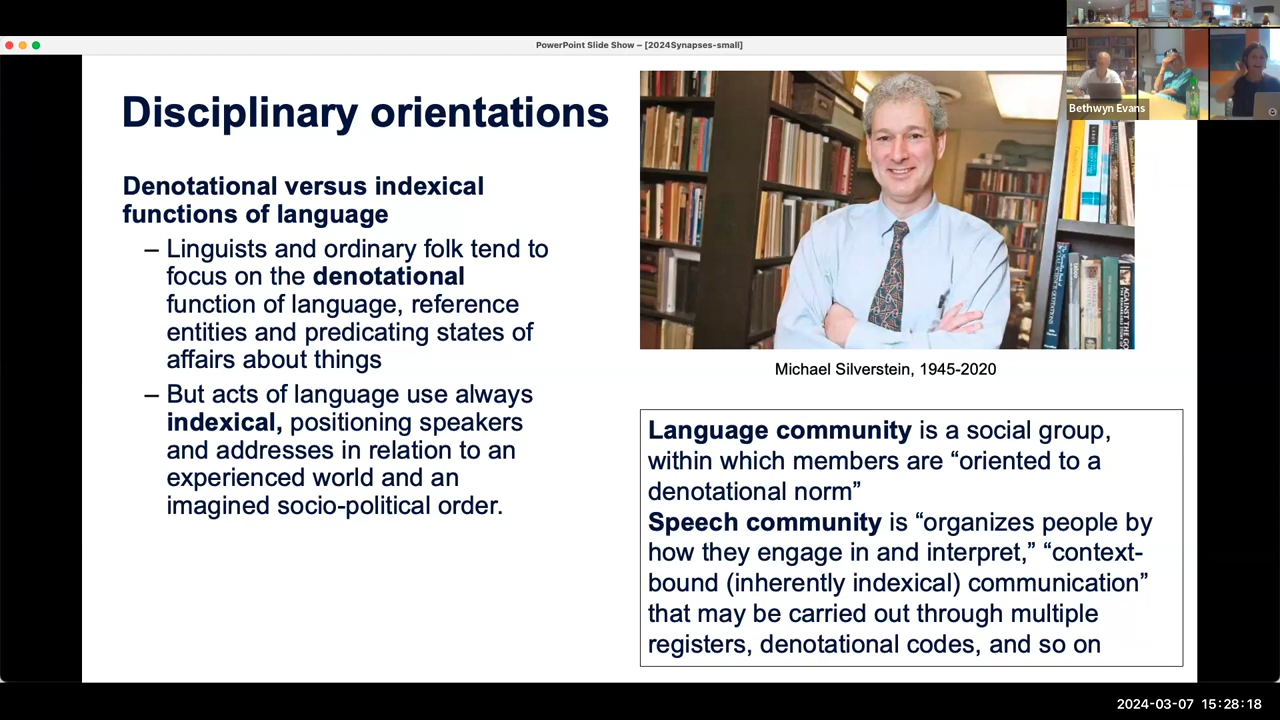 PowerPoint Slide Show – [2024Synapses-small]
Bethwyn Evans
Disciplinary orientations
Denotational versus indexical
functions of language
– Linguists and ordinary folk tend to
focus on the denotational
function of language, reference
entities and predicating states of
affairs about things
– But acts of language use always
indexical, positioning speakers
and addresses in relation to an
experienced world and an
imagined socio-political order.
AGAINST THE
Michael Silverstein, 1945-2020
Language community is a social group,
within which members are “oriented to a
denotational norm”
Speech community is “organizes people by
how they engage in and interpret,” “context-
bound (inherently indexical) communication”
that may be carried out through multiple
registers, denotational codes, and so on
2024-03-07 15:28:18